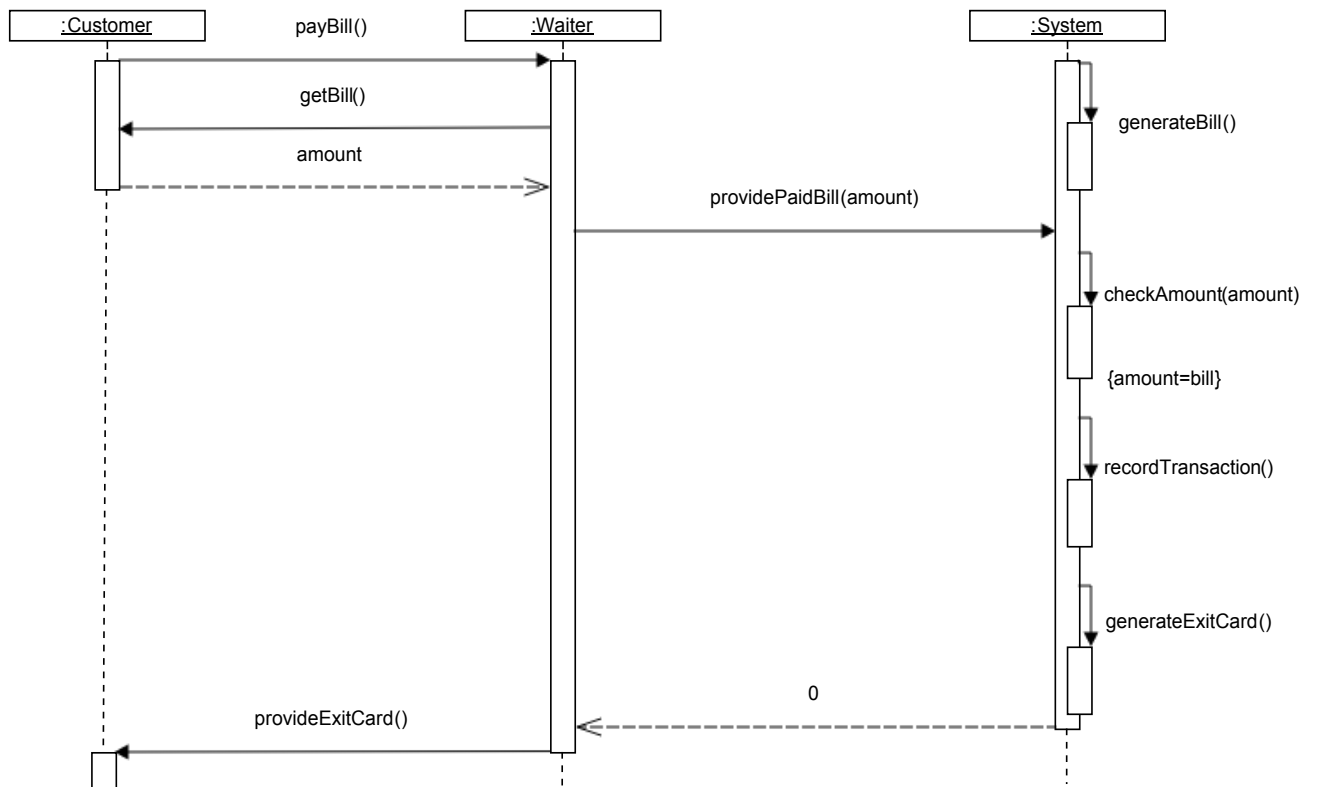 :Customer
payBill()
:Waiter
:System
getBill()
generateBill()
amount
providePaidBill(amount)
checkAmount(amount)
{amount=bill}
recordTransaction()
generateExitCard()
0
provideExitCard()